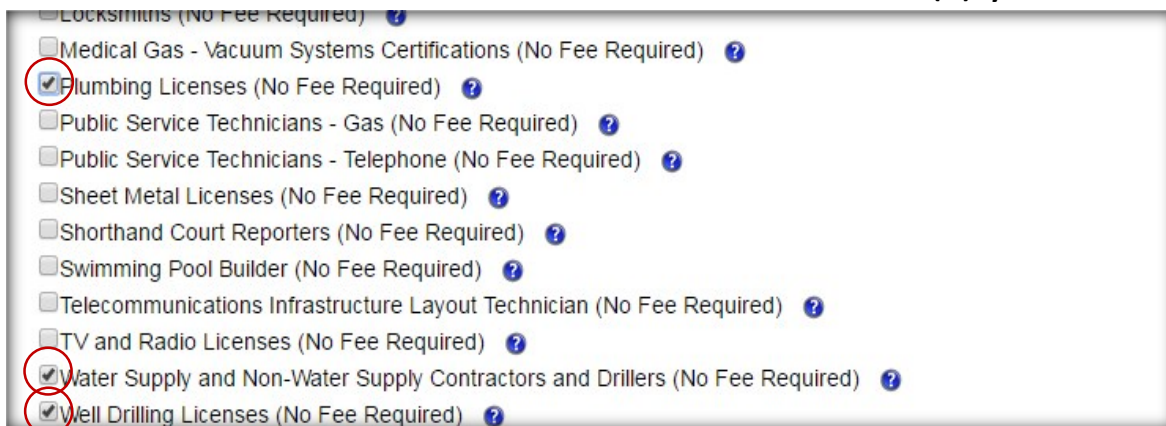 Locksmiths (No Fee Required) ?
Medical Gas - Vacuum Systems Certifications (No Fee Required) ?
Plumbing Licenses (No Fee Required) ?
Public Service Technicians - Gas (No Fee Required) ?
Public Service Technicians - Telephone (No Fee Required) ?
Sheet Metal Licenses (No Fee Required) ?
Shorthand Court Reporters (No Fee Required) ?
Swimming Pool Builder (No Fee Required) ?
Telecommunications Infrastructure Layout Technician (No Fee Required) ?
TV and Radio Licenses (No Fee Required) ?
Water Supply and Non-Water Supply Contractors and Drillers (No Fee Required) ?
Well Drilling Licenses (No Fee Required) ?